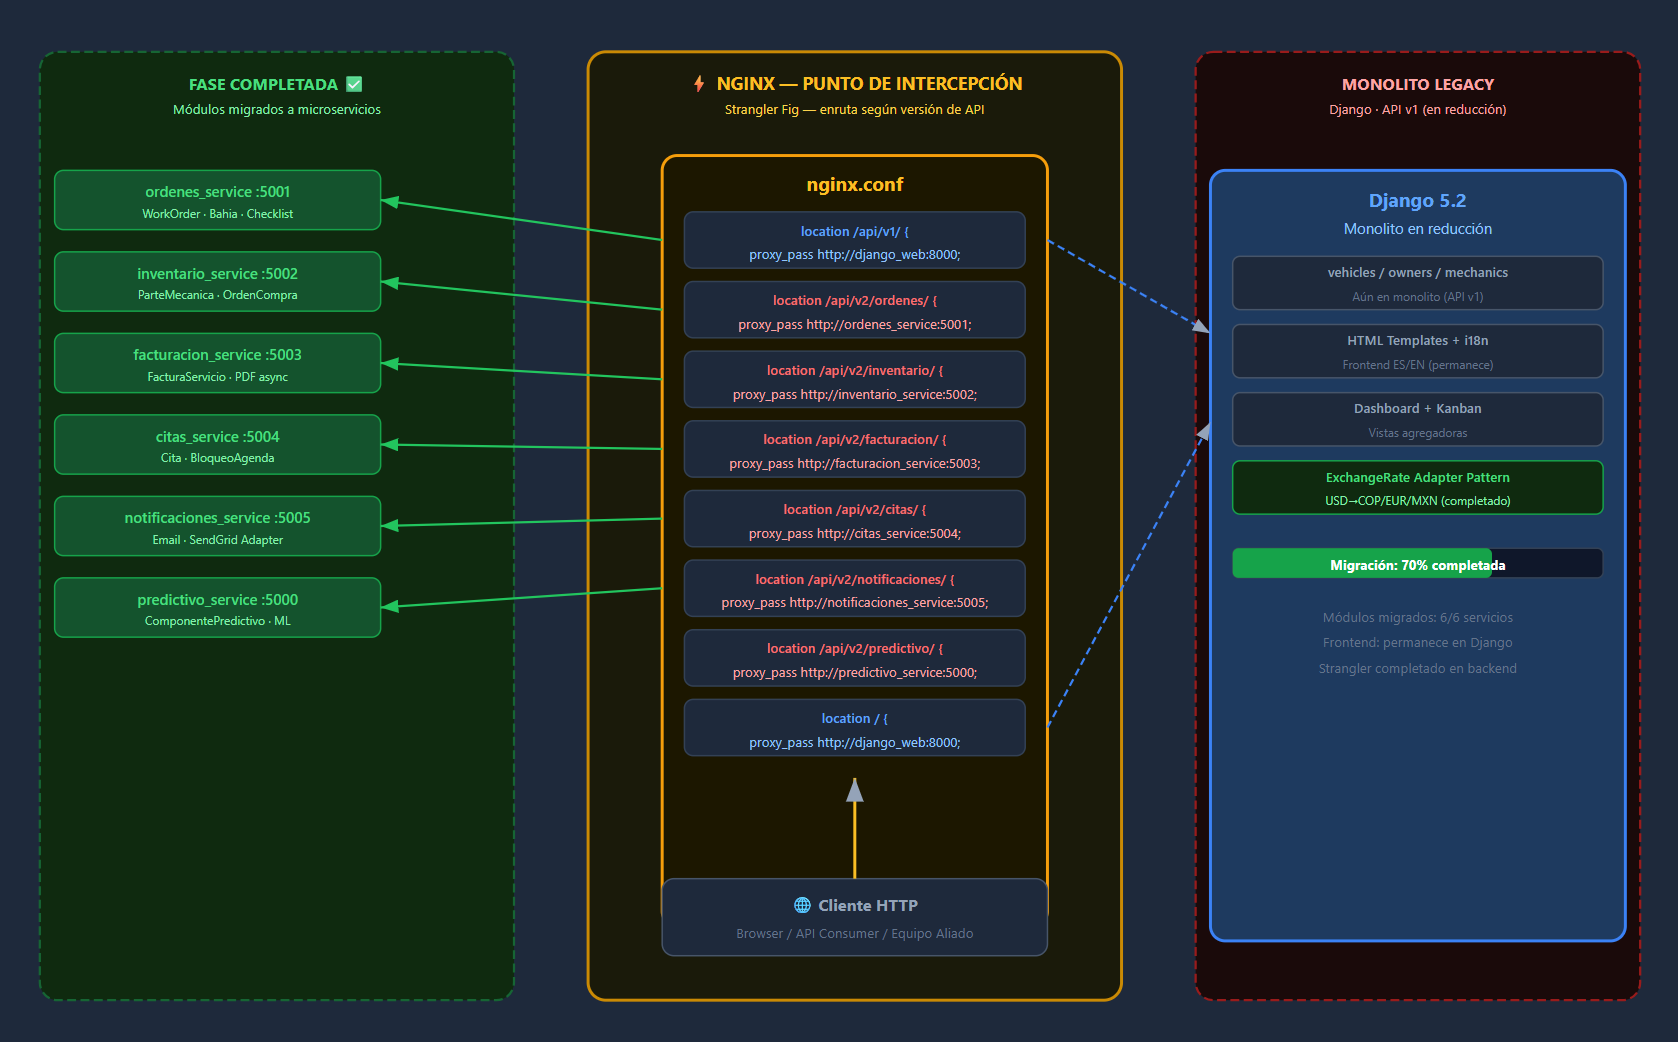 FASE COMPLETADA ✅
Módulos migrados a microservicios
ordenes_service :5001
WorkOrder · Bahia · Checklist
inventario_service :5002
ParteMecanica · OrdenCompra
facturacion_service :5003
FacturaServicio · PDF async
citas_service :5004
Cita · BloqueoAgenda
notificaciones_service :5005
Email · SendGrid Adapter
predictivo_service :5000
ComponentePredictivo · ML
⚡ NGINX — PUNTO DE INTERCEPCIÓN
Strangler Fig — enruta según versión de API
nginx.conf
location /api/v1/ {
proxy_pass http://django_web:8000;
location /api/v2/ordenes/ {
proxy_pass http://ordenes_service:5001;
location /api/v2/inventario/ {
proxy_pass http://inventario_service:5002;
location /api/v2/facturacion/ {
proxy_pass http://facturacion_service:5003;
location /api/v2/citas/ {
proxy_pass http://citas_service:5004;
location /api/v2/notificaciones/ {
proxy_pass http://notificaciones_service:5005;
location /api/v2/predictivo/ {
proxy_pass http://predictivo_service:5000;
location / {
proxy_pass http://django_web:8000;
🌐 Cliente HTTP
Browser / API Consumer / Equipo Aliado
MONOLITO LEGACY
Django · API v1 (en reducción)
Django 5.2
Monolito en reducción
vehicles / owners / mechanics
Aún en monolito (API v1)
HTML Templates + i18n
Frontend ES/EN (permanece)
Dashboard + Kanban
Vistas agregadoras
ExchangeRate Adapter Pattern
USD→COP/EUR/MXN (completado)
Migración: 70% completada
Módulos migrados: 6/6 servicios
Frontend: permanece en Django
Strangler completado en backend